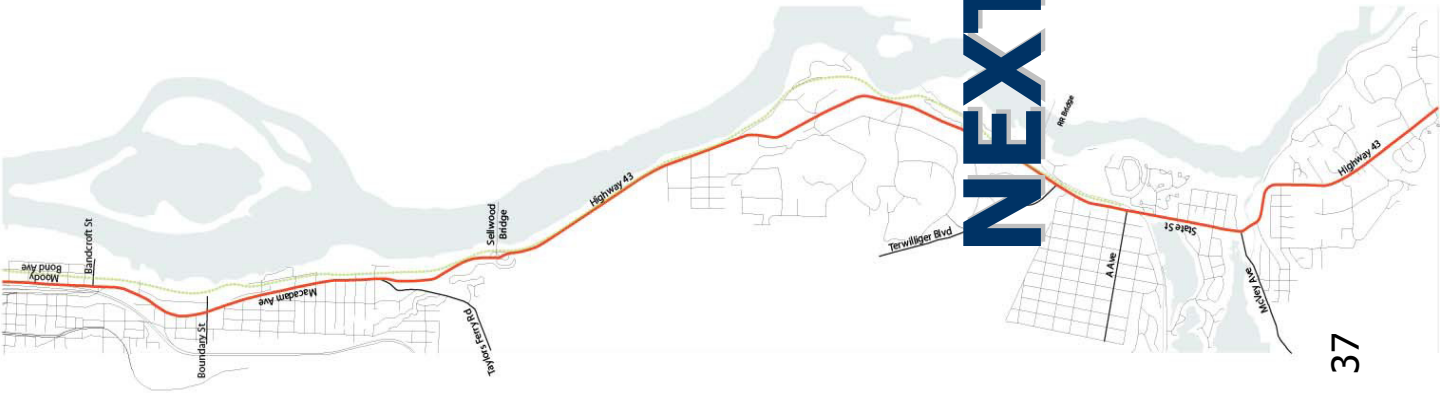 NEXT
RR Bridge
Highway 43
Highway 43
Sellwood
Bridge
Bandcroft St
Moody
Bond Ave
Macadam Ave
Boundary St
Taylors Ferry Rd
Terwilliger Blvd
A Ave
State St
McVey Ave
37